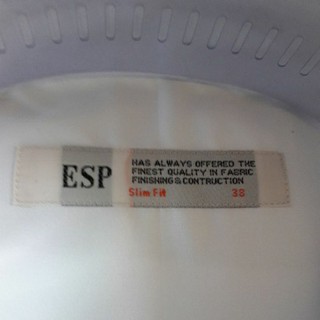 ESP
HAS ALWAYS OFFERED THE
FINEST QUALITY IN FABRIC
FINISHING & CONTRUCTION
Slim Fit 38